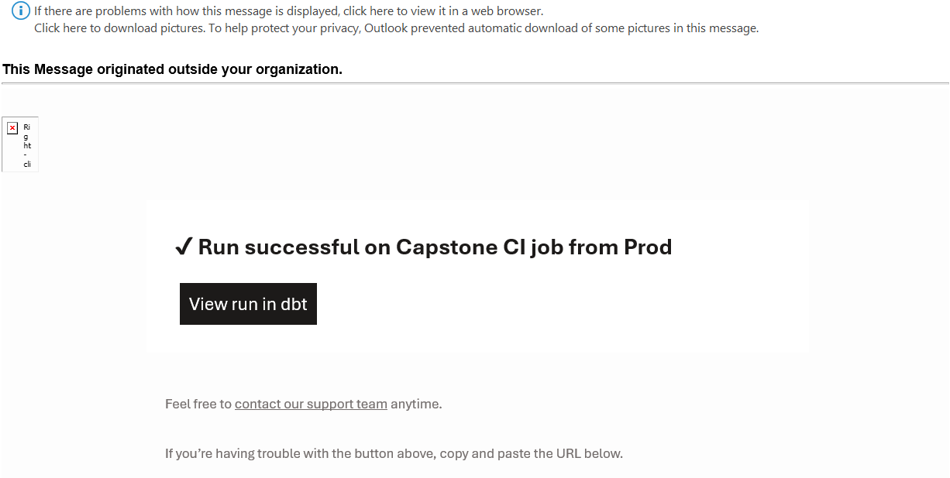 If there are problems with how this message is displayed, click here to view it in a web browser.
Click here to download pictures. To help protect your privacy, Outlook prevented automatic download of some pictures in this message.
This Message originated outside your organization.
Ri
g
ht
-
cli
✓ Run successful on Capstone CI job from Prod
View run in dbt
Feel free to contact our support team anytime.
If you’re having trouble with the button above, copy and paste the URL below.